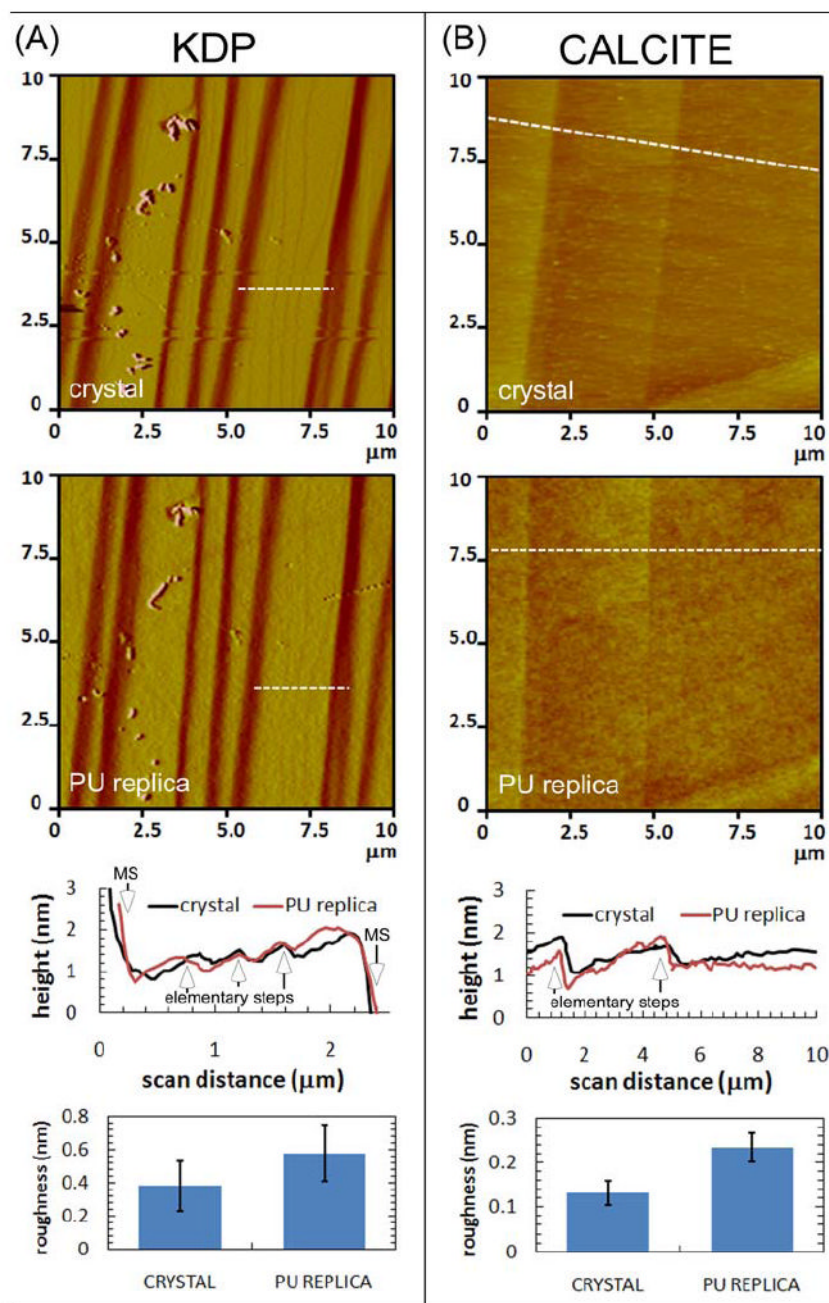 (A) KDP
10
7.5
5.0
2.5
0
crystal
0 2.5 5.0 7.5 10
μm
10
7.5
5.0
2.5
0
PU replica
0 2.5 5.0 7.5 10
μm
height (nm)
3
2
1
0
MS
crystal PU replica
MS
elementary steps
0 1 2
scan distance (μm)
roughness (nm)
0.8
0.6
0.4
0.2
0
CRYSTAL PU REPLICA
(B) CALCITE
10
7.5
5.0
2.5
0
crystal
0 2.5 5.0 7.5 10
μm
10
7.5
5.0
2.5
0
PU replica
0 2.5 5.0 7.5 10
μm
height (nm)
3
2
1
0
crystal PU replica
elementary steps
0 2 4 6 8 10
scan distance (μm)
roughness (nm)
0.3
0.2
0.1
0
CRYSTAL PU REPLICA